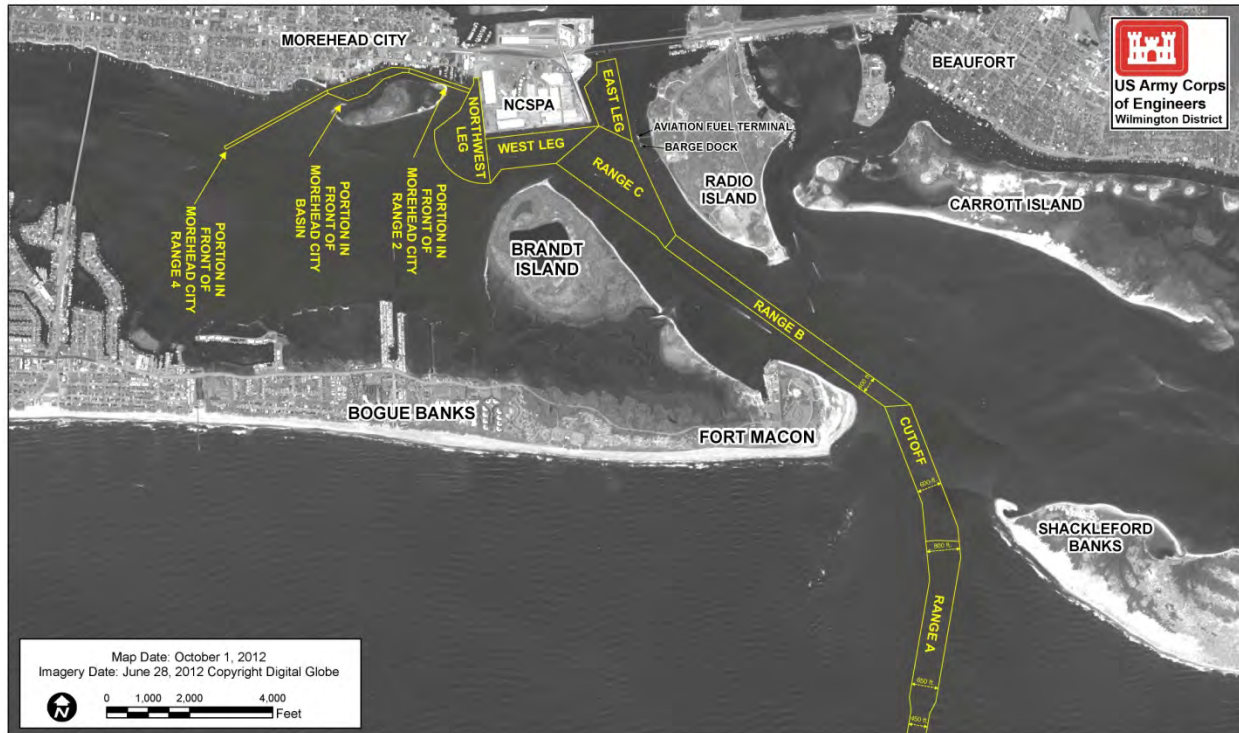 MOREHEAD CITY
NCSPA
BEAUFORT
US Army Corps
of Engineers
Wilmington District
EAST LEG
NORTHWEST
LEG
WEST LEG
AVIATION FUEL TERMINAL
BARGE DOCK
RANGE C
RADIO
ISLAND
CARROTT ISLAND
PORTION IN
FRONT OF
MOREHEAD CITY
RANGE 4
PORTION IN
FRONT OF
MOREHEAD CITY
BASIN
PORTION IN
FRONT OF
MOREHEAD CITY
RANGE 2
BRANDT
ISLAND
RANGE B
BOGUE BANKS
FORT MACON
CUTOFF
600 ft.
SHACKLEFORD
BANKS
RANGE A
450 ft.
Map Date: October 1, 2012
Imagery Date: June 28, 2012 Copyright Digital Globe
N
0 1,000 2,000 4,000
Feet